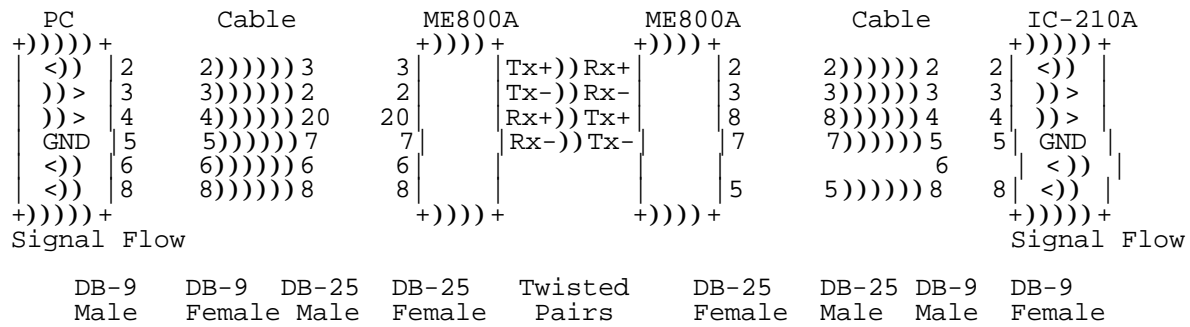 PC Cable ME800A ME800A Cable IC-210A
+)))))+ +))))+ +))))+ +)))))+
| <)) |2 2))))))3 3| |Tx+))Rx+| |2 2))))))2 2| <)) |
| ))> |3 3))))))2 2| |Tx-))Rx-| |3 3))))))3 3| ))> |
| ))> |4 4))))))20 20| |Rx+))Tx+| |8 8))))))4 4| ))> |
| GND |5 5))))))7 7| |Rx-))Tx-| |7 7))))))5 5| GND |
| <)) |6 6))))))6 6| | | | 6 | <)) |
| <)) |8 8))))))8 8| | | |5 5))))))8 8| <)) |
+)))))+ +))))+ +))))+ +)))))+
Signal Flow Signal Flow
DB-9 DB-9 DB-25 DB-25 Twisted DB-25 DB-25 DB-9 DB-9
Male Female Male Female Pairs Female Male Male Female